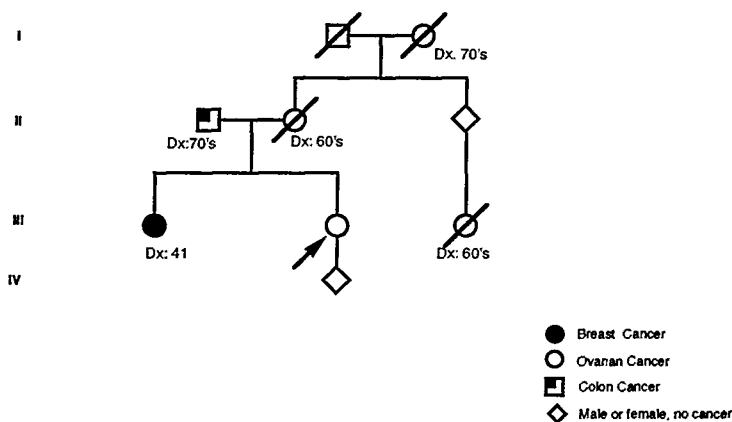 I
Dx. 70's
II
Dx:70's
Dx: 60's
III
Dx: 41
Dx: 60's
IV
Breast Cancer
Ovarian Cancer
Colon Cancer
Male or female, no cancer